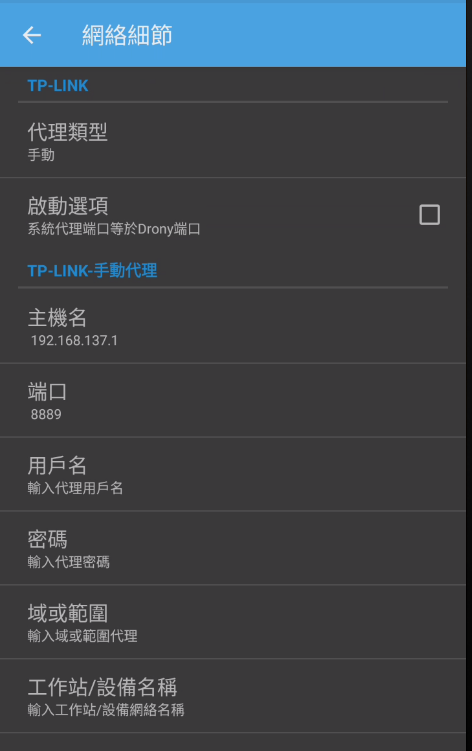 網絡細節
TP-LINK
代理類型
手動
啟動選項
系統代理端口等於Drony端口
TP-LINK-手動代理
主機名
192.168.137.1
端口
8889
用戶名
輸入代理用戶名
密碼
輸入代理密碼
域或範圍
輸入域或範圍代理
工作站/設備名稱
輸入工作站/設備網絡名稱